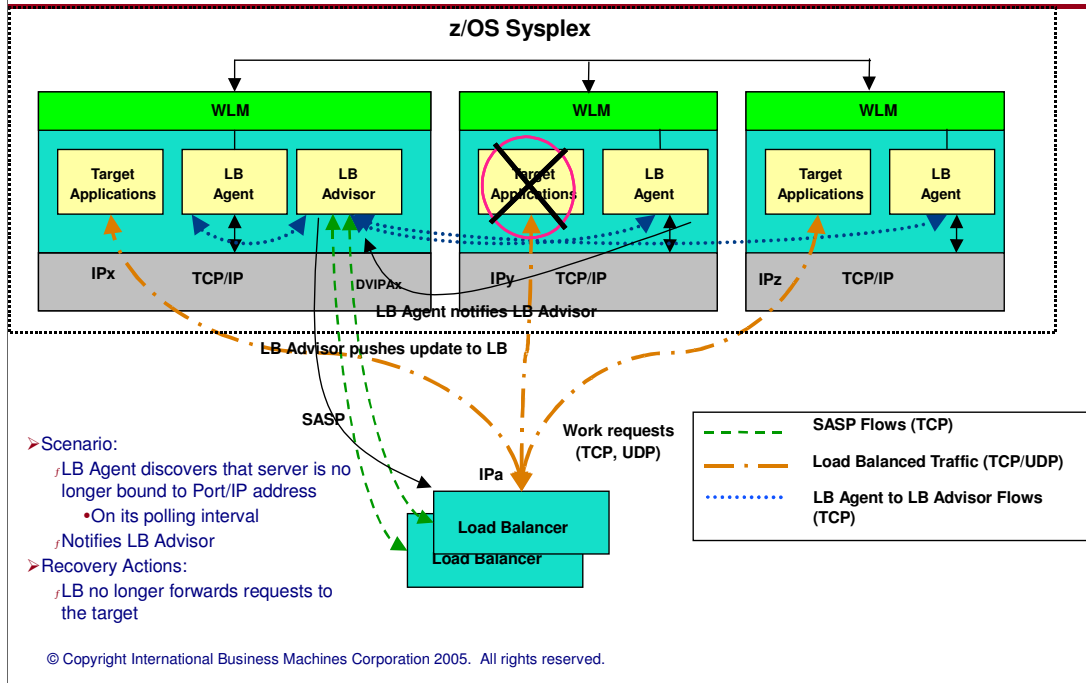 z/OS Sysplex
WLM
WLM
WLM
Target
Applications
LB
Agent
LB
Advisor
Target
Applications
LB
Agent
Target
Applications
LB
Agent
IPx
TCP/IP
DVIPAx
IPy
TCP/IP
IPz
TCP/IP
LB Agent notifies LB Advisor
LB Advisor pushes update to LB
SASP
Work requests
(TCP, UDP)
IPa
Load Balancer
Load Balancer
SASP Flows (TCP)
Load Balanced Traffic (TCP/UDP)
LB Agent to LB Advisor Flows
(TCP)
➤Scenario:
ƒLB Agent discovers that server is no
longer bound to Port/IP address
•On its polling interval
ƒNotifies LB Advisor
➤Recovery Actions:
ƒLB no longer forwards requests to
the target
© Copyright International Business Machines Corporation 2005. All rights reserved.